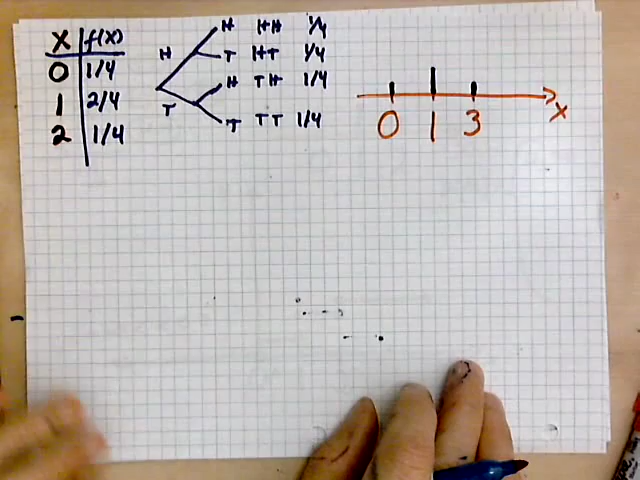 X f(x)
0 1/4
1 2/4
2 1/4
H H HH 1/4
T HT 1/4
T H TH 1/4
T TT 1/4
0 1 3 X